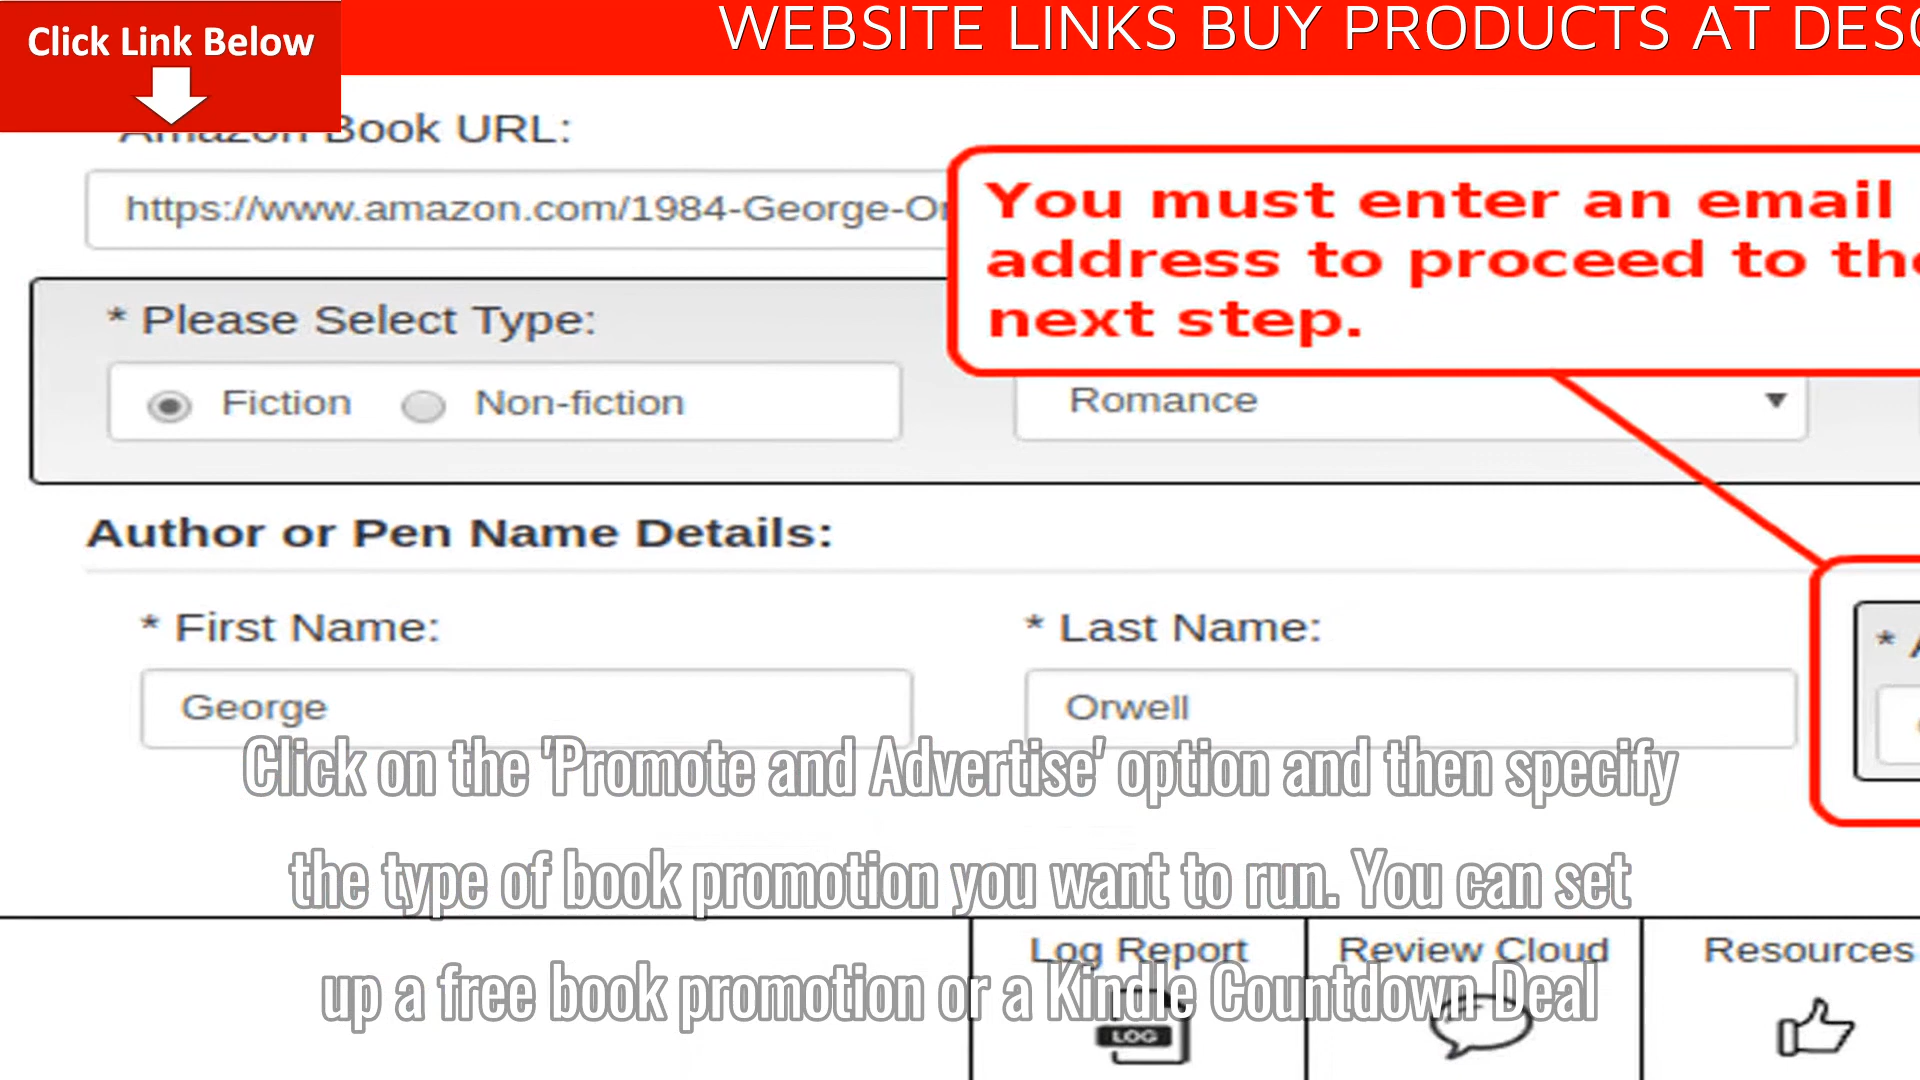 Click Link Below
WEBSITE LINKS BUY PRODUCTS AT
Amazon Book URL:
https://www.amazon.com/1984-George-Or
You must enter an email
address to proceed to the
next step.
* Please Select Type:
Fiction
Non-fiction
Romance
Author or Pen Name Details:
* First Name:
* Last Name:
*
George
Orwell
Click on the 'Promote and Advertise' option and then specify
the type of book promotion you want to run. You can set
up a free book promotion or a Kindle Countdown Deal
Log Report
Review Cloud
Resources
LOG